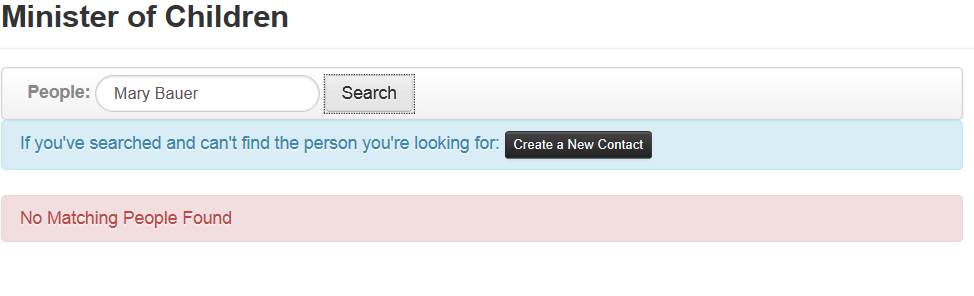 Minister of Children
People: Mary Bauer Search
If you've searched and can't find the person you're looking for: Create a New Contact
No Matching People Found